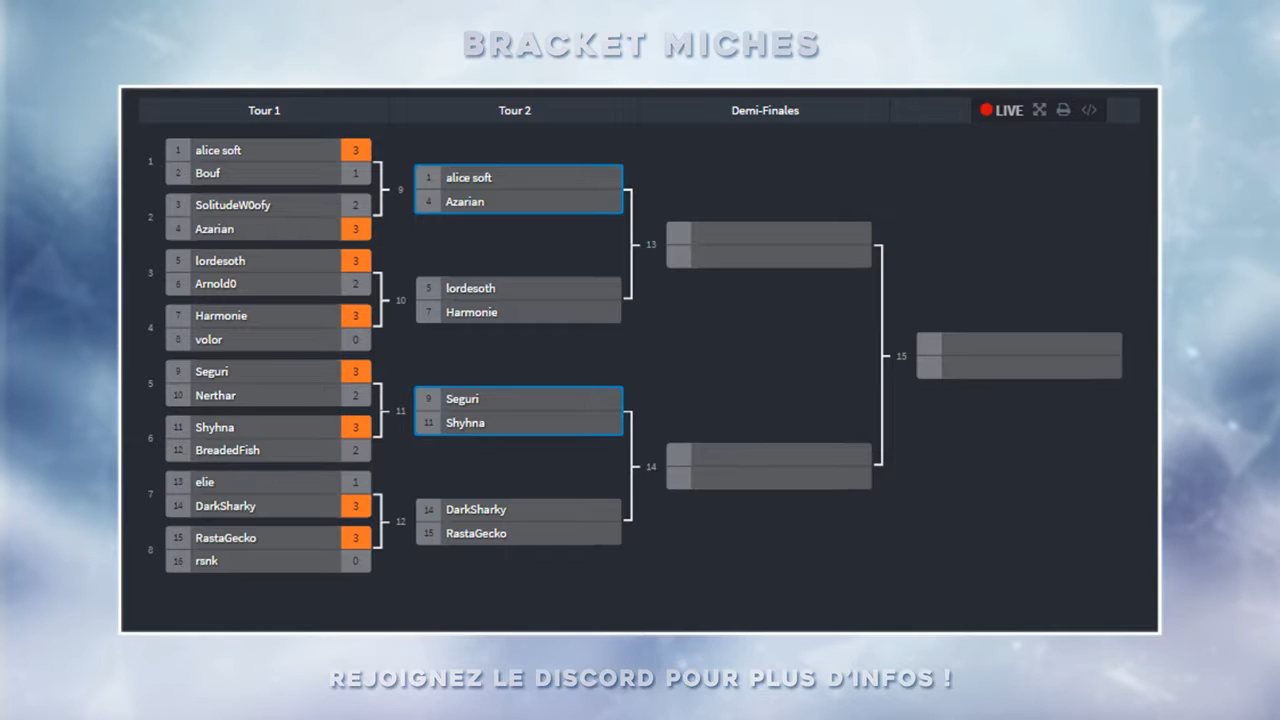 BRACKET MICHES
Tour 1
Tour 2
Demi-Finales
LIVE
1
1 alice soft 3
2 Bouf 1
2
3 SolitudeW0ofy 2
4 Azarian 3
3
5 lordesoth 3
6 Arnold0 2
4
7 Harmonie 3
8 volor 0
5
9 Seguri 3
10 Nerthar 2
6
11 Shyhna 3
12 BreadedFish 2
7
13 elie 1
14 DarkSharky 3
8
15 RastaGecko 3
16 rsnk 0
9
1 alice soft
4 Azarian
10
5 lordesoth
7 Harmonie
11
9 Seguri
11 Shyhna
12
14 DarkSharky
15 RastaGecko
13
14
15
REJOIGNEZ LE DISCORD POUR PLUS D'INFOS !